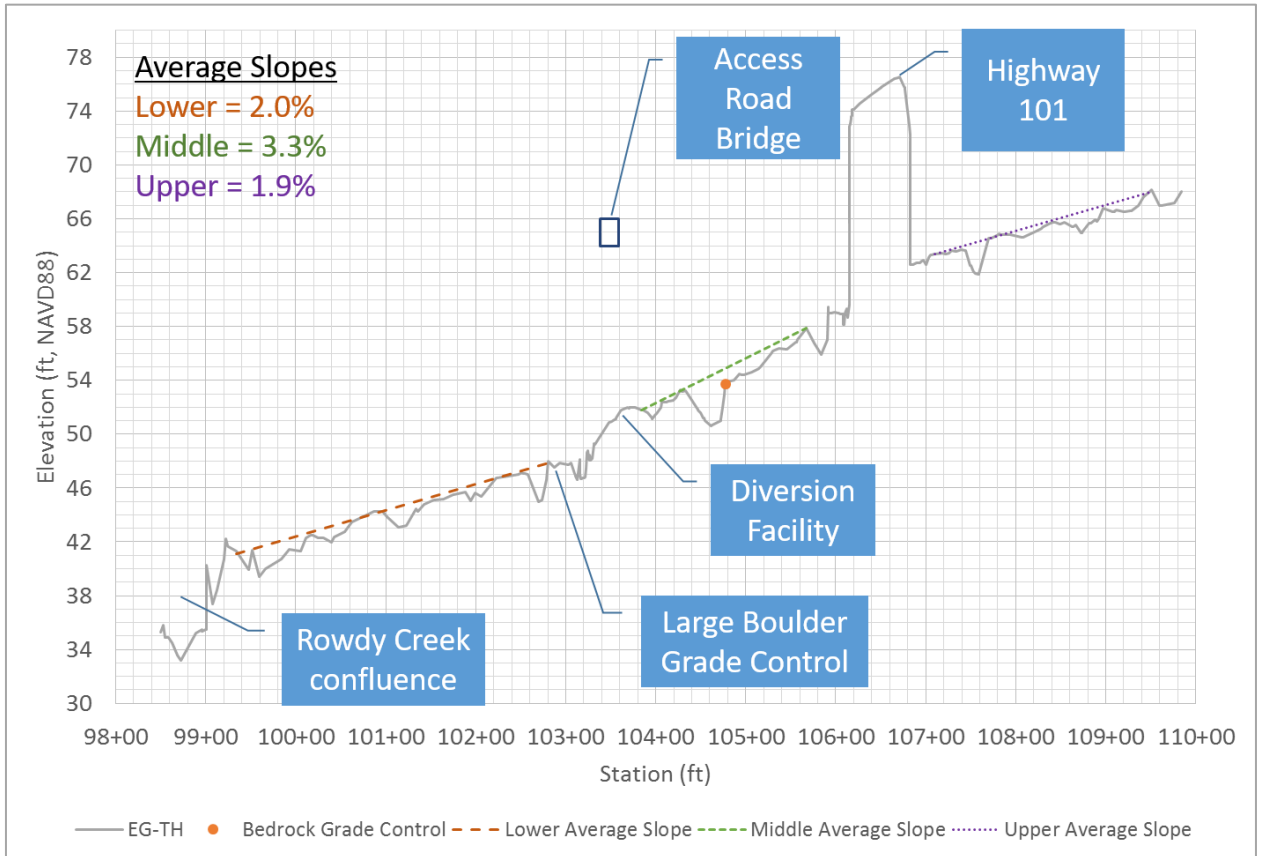 Average Slopes
Lower = 2.0%
Middle = 3.3%
Upper = 1.9%
Access
Road
Bridge
Highway
101
Diversion
Facility
Large Boulder
Grade Control
Rowdy Creek
confluence
Elevation (ft, NAVD88)
78
74
70
66
62
58
54
50
46
42
38
34
30
98+00 99+00 100+00 101+00 102+00 103+00 104+00 105+00 106+00 107+00 108+00 109+00 110+00
Station (ft)
EG-TH Bedrock Grade Control Lower Average Slope Middle Average Slope Upper Average Slope